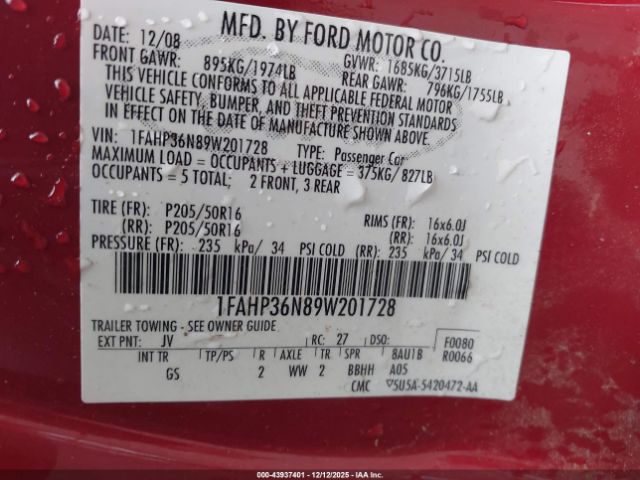 MFD. BY FORD MOTOR CO.
DATE: 12/08 GVWR: 1685KG/3715LB
FRONT GAWR: 895KG/1974LB REAR GAWR: 796KG/1755LB
THIS VEHICLE CONFORMS TO ALL APPLICABLE FEDERAL MOTOR
VEHICLE SAFETY, BUMPER, AND THEFT PREVENTION STANDARDS
IN EFFECT ON THE DATE OF MANUFACTURE SHOWN ABOVE.
VIN: 1FAHP36N89W201728 TYPE: Passenger Car
MAXIMUM LOAD = OCCUPANTS + LUGGAGE = 375KG/827LB
OCCUPANTS = 5 TOTAL; 2 FRONT, 3 REAR
TIRE (FR): P205/50R16 RIMS (FR): 16x6.0J
(RR): P205/50R16 (RR): 16x6.0J
PRESSURE (FR): 235 kPa/ 34 PSI COLD (RR): 235 kPa/ 34 PSI COLD
1FAHP36N89W201728
TRAILER TOWING - SEE OWNER GUIDE
EXT PNT: JV RC: 27 DSO: F0080
INT TR TP/PS R AXLE TR SPR 8AU1B R0066
GS 2 WW 2 BBHH A05
CMC 5U5A-5420472-AA
000-43937401 - 12/12/2025 - IAAI.CA